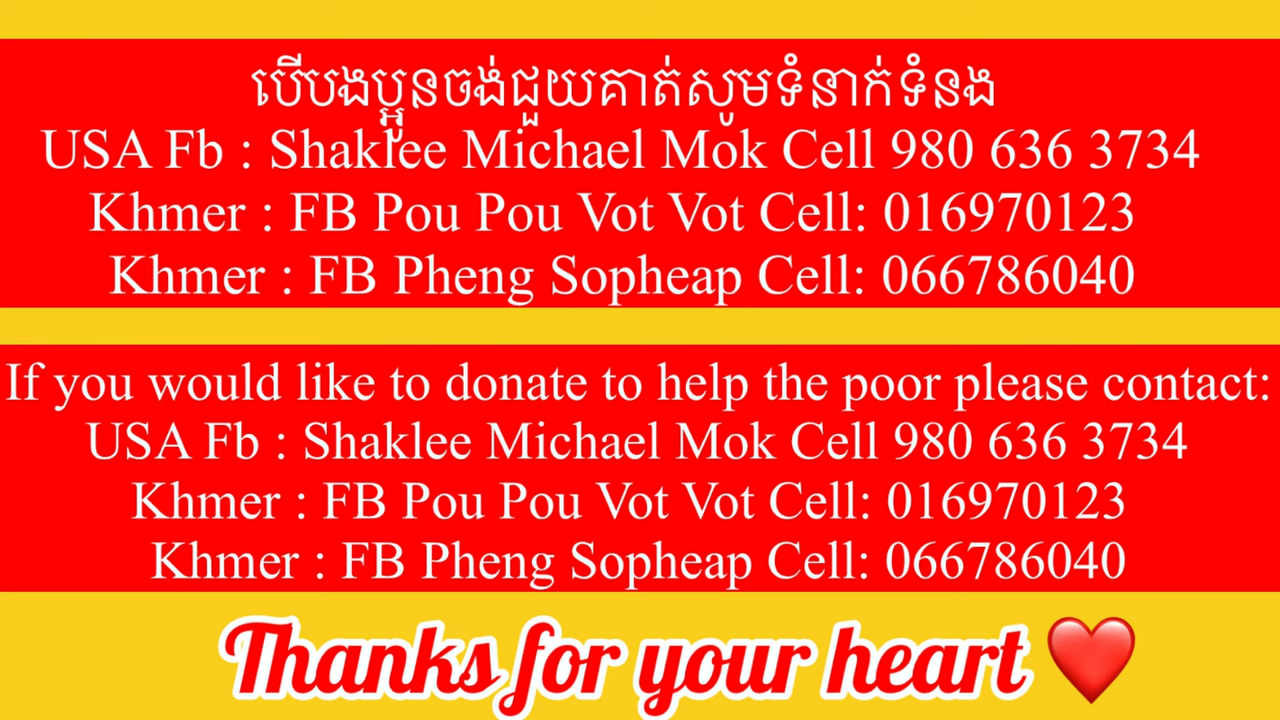 បើបងប្អូនចង់ជួយគាត់សូមទំនាក់ទំនង
USA Fb : Shaklee Michael Mok Cell 980 636 3734
Khmer : FB Pou Pou Vot Vot Cell: 016970123
Khmer : FB Pheng Sopheap Cell: 066786040
If you would like to donate to help the poor please contact:
USA Fb : Shaklee Michael Mok Cell 980 636 3734
Khmer : FB Pou Pou Vot Vot Cell: 016970123
Khmer : FB Pheng Sopheap Cell: 066786040
Thanks for your heart ❤️